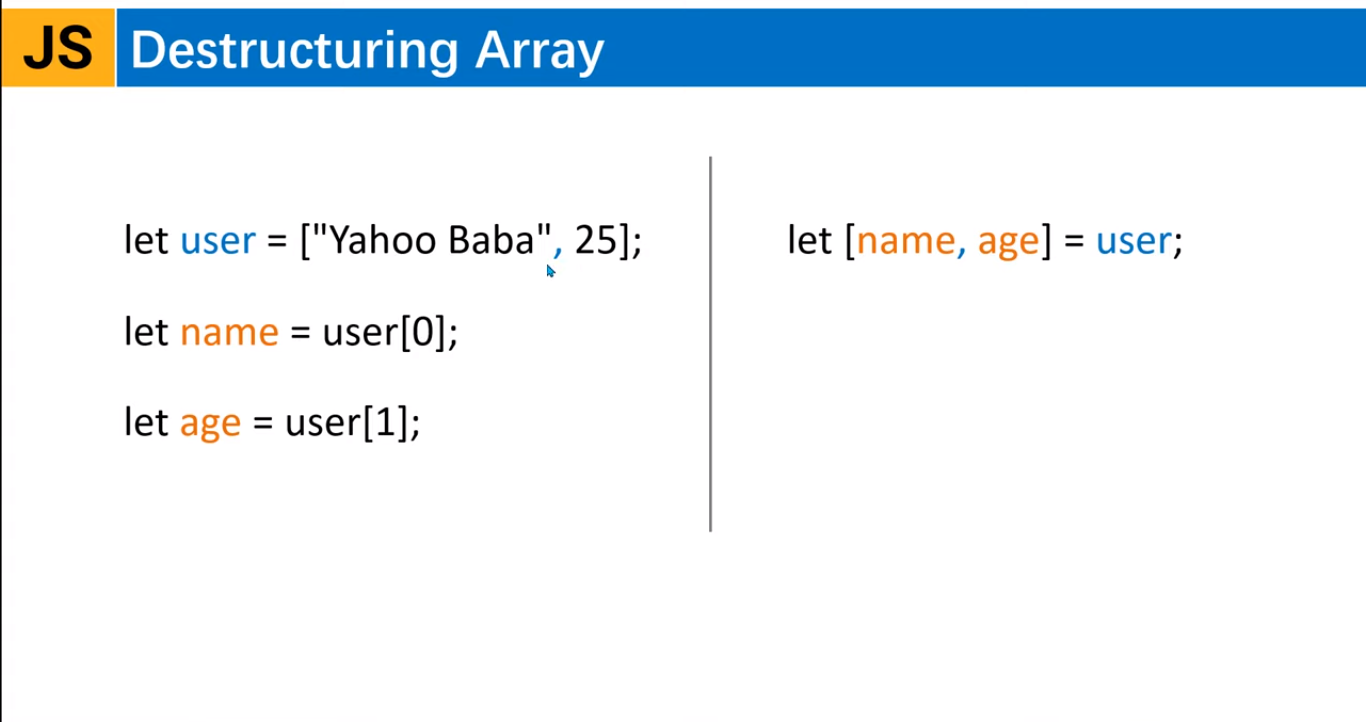 JS Destructuring Array
let user = ["Yahoo Baba", 25];
let name = user[0];
let age = user[1];
let [name, age] = user;